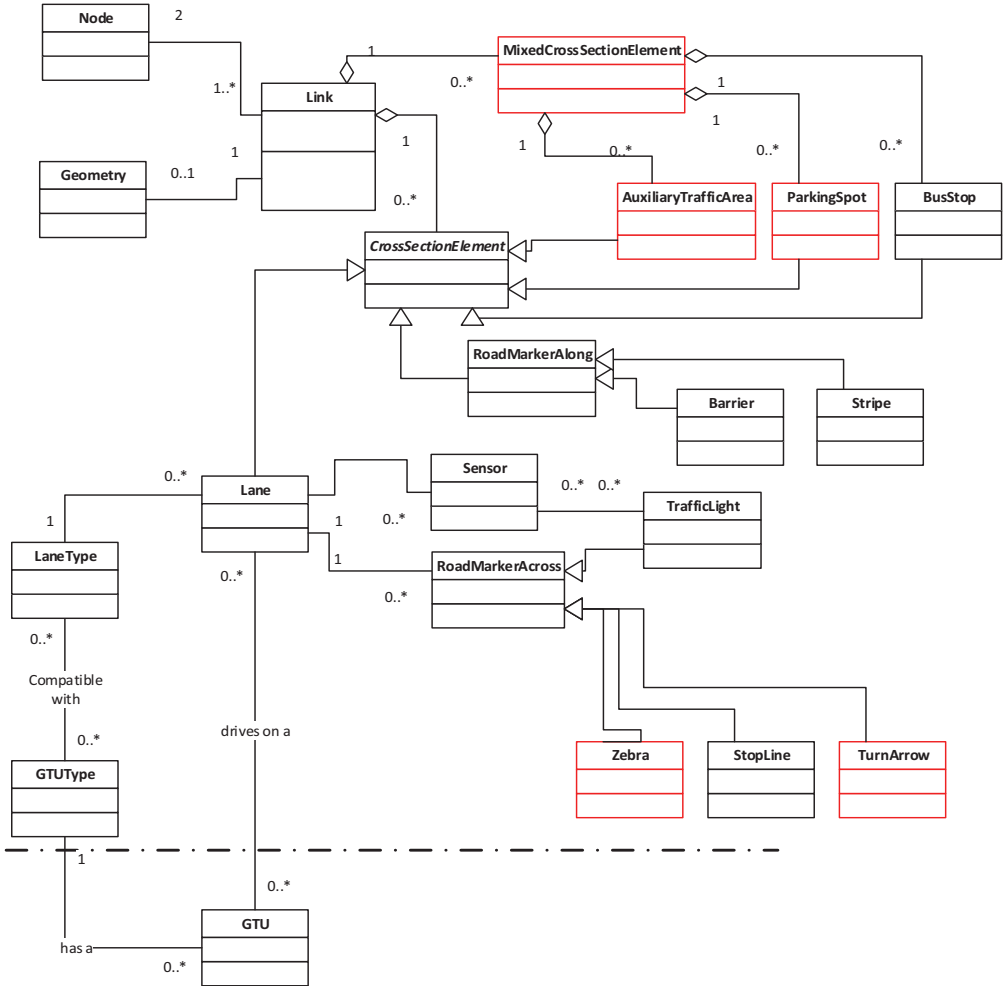 Node
2
1
MixedCrossSectionElement
0..*
1..*
Link
1
1
1
1
0..*
0..*
0..*
1
Geometry
0..1
AuxiliaryTrafficArea
ParkingSpot
BusStop
0..*
CrossSectionElement
RoadMarkerAlong
Barrier
Stripe
0..*
Lane
Sensor
0..*
0..*
TrafficLight
1
1
0..*
LaneType
1
0..*
RoadMarkerAcross
0..*
0..*
Compatible
with
drives on a
0..*
GTUType
Zebra
StopLine
TurnArrow
1
0..*
GTU
has a
0..*